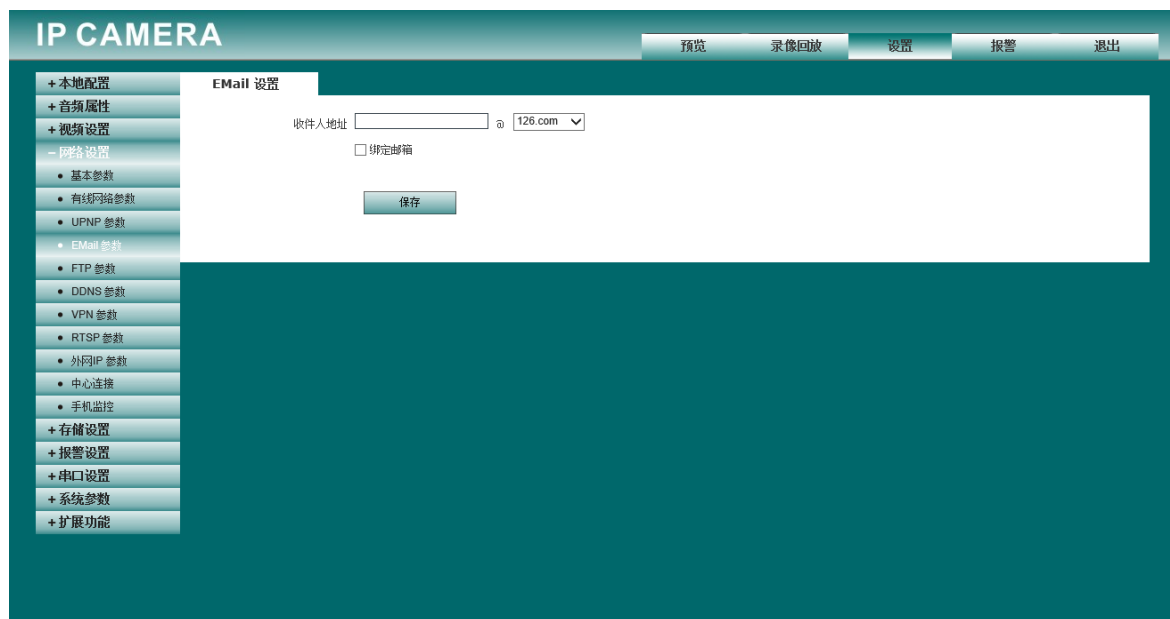 IP CAMERA
预览 录像回放 设置 报警 退出
+本地配置
+音频属性
+视频设置
-网络设置
• 基本参数
• 有线网络参数
• UPNP 参数
• EMail 参数
• FTP 参数
• DDNS 参数
• VPN 参数
• RTSP 参数
• 外网IP 参数
• 中心连接
• 手机监控
+存储设置
+报警设置
+串口设置
+系统参数
+扩展功能
EMail 设置
收件人地址 @ 126.com
绑定邮箱
保存